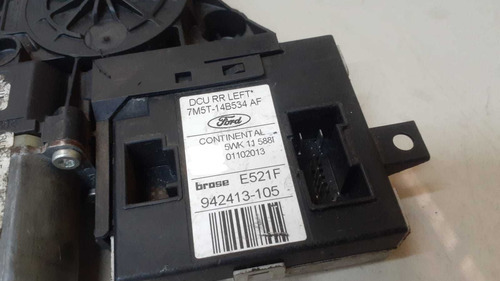 DCU RR LEFT*
7M5T-14B534 AF
Ford
CONTINENTAL
5WK 11 588I
01102013
brose E521F
942413-105